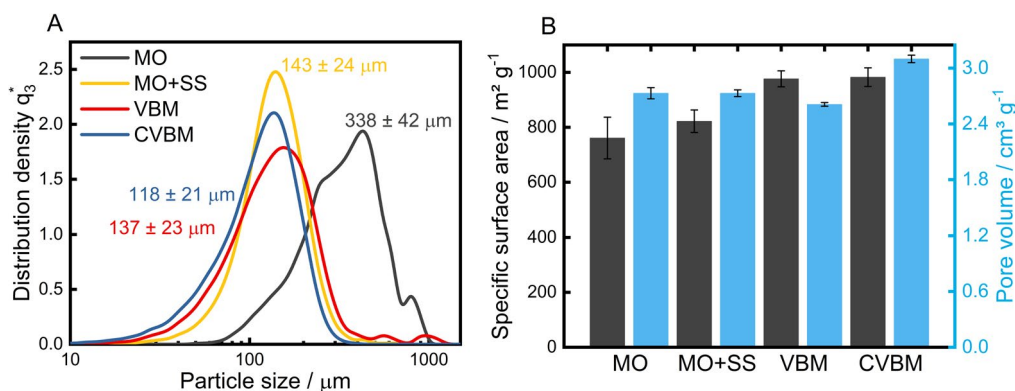 A
Distribution density q₃*
2.5
2.0
1.5
1.0
0.5
0.0
MO
MO+SS
VBM
CVBM
143 ± 24 μm
338 ± 42 μm
118 ± 21 μm
137 ± 23 μm
10
100
1000
Particle size / μm
B
Specific surface area / m² g⁻¹
1000
800
600
400
200
0
MO
MO+SS
VBM
CVBM
3.0
2.4
1.8
1.2
0.6
0.0
Pore volume / cm³ g⁻¹